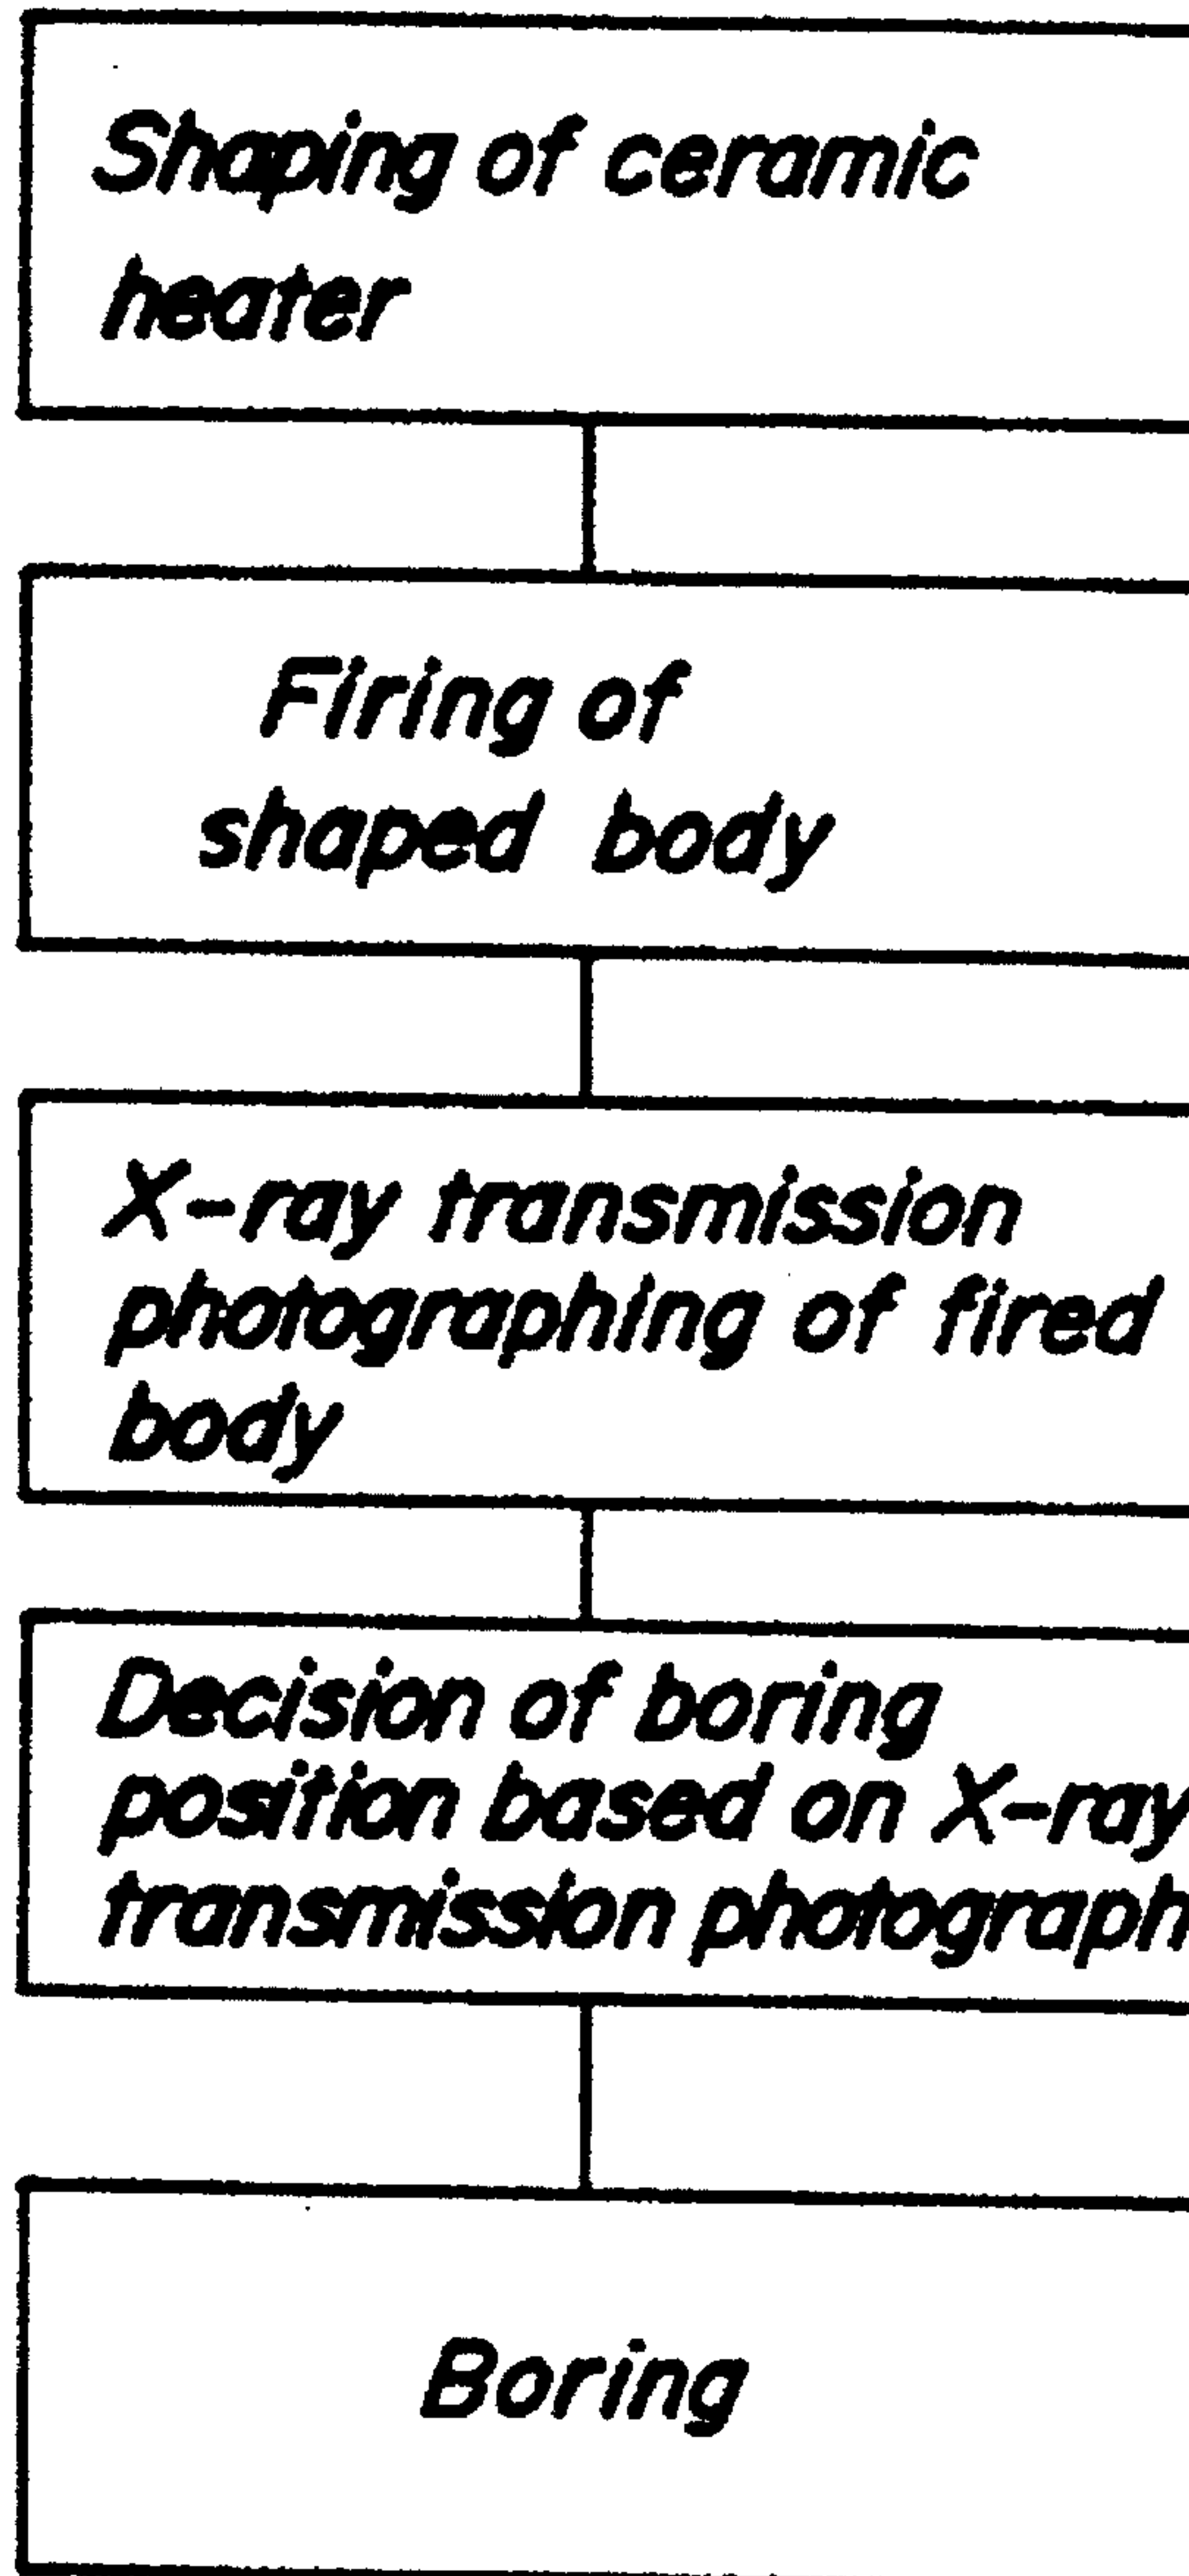 Shaping of ceramic
heater
Firing of
shaped body
X-ray transmission
photographing of fired
body
Decision of boring
position based on X-ray
transmission photograph
Boring